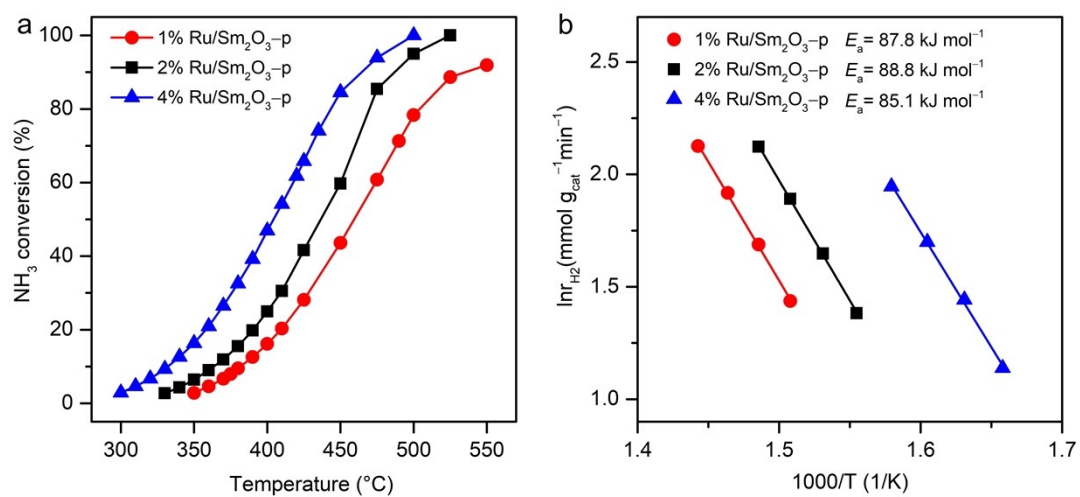 a
1% Ru/Sm₂O₃–p
2% Ru/Sm₂O₃–p
4% Ru/Sm₂O₃–p
NH₃ conversion (%)
100
80
60
40
20
0
300 350 400 450 500 550
Temperature (°C)
b
1% Ru/Sm₂O₃–p Eₐ= 87.8 kJ mol⁻¹
2% Ru/Sm₂O₃–p Eₐ= 88.8 kJ mol⁻¹
4% Ru/Sm₂O₃–p Eₐ= 85.1 kJ mol⁻¹
lnr_H2 (mmol g_cat⁻¹min⁻¹)
2.5
2.0
1.5
1.0
1.4 1.5 1.6 1.7
1000/T (1/K)